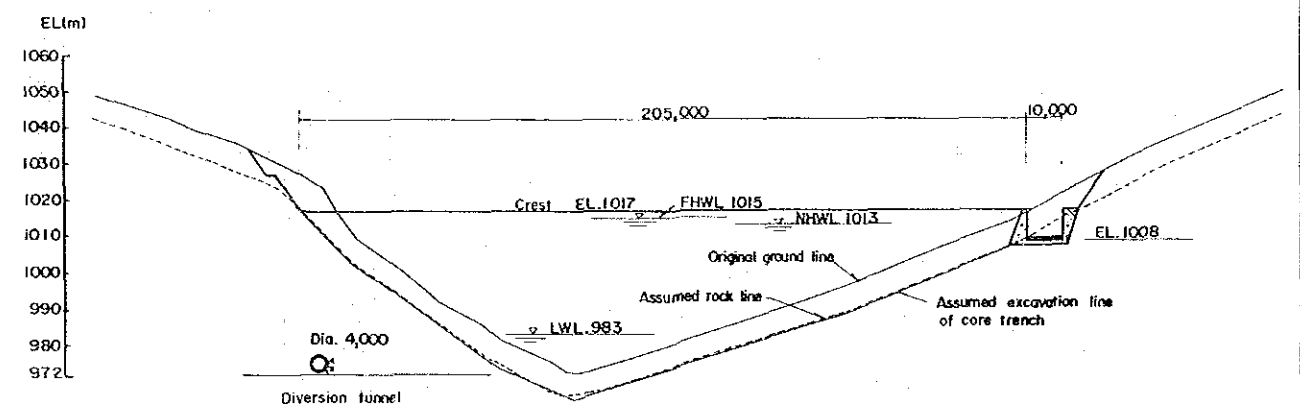 EL(m)
1060
1050
1040
1030
1020
1010
1000
990
980
972
205,000
10,000
Crest EL.1017
FHWL 1015
NHWL 1013
EL.1008
Original ground line
Assumed rock line
Assumed excavation line
of core trench
LWL.983
Dia. 4,000
Diversion tunnel